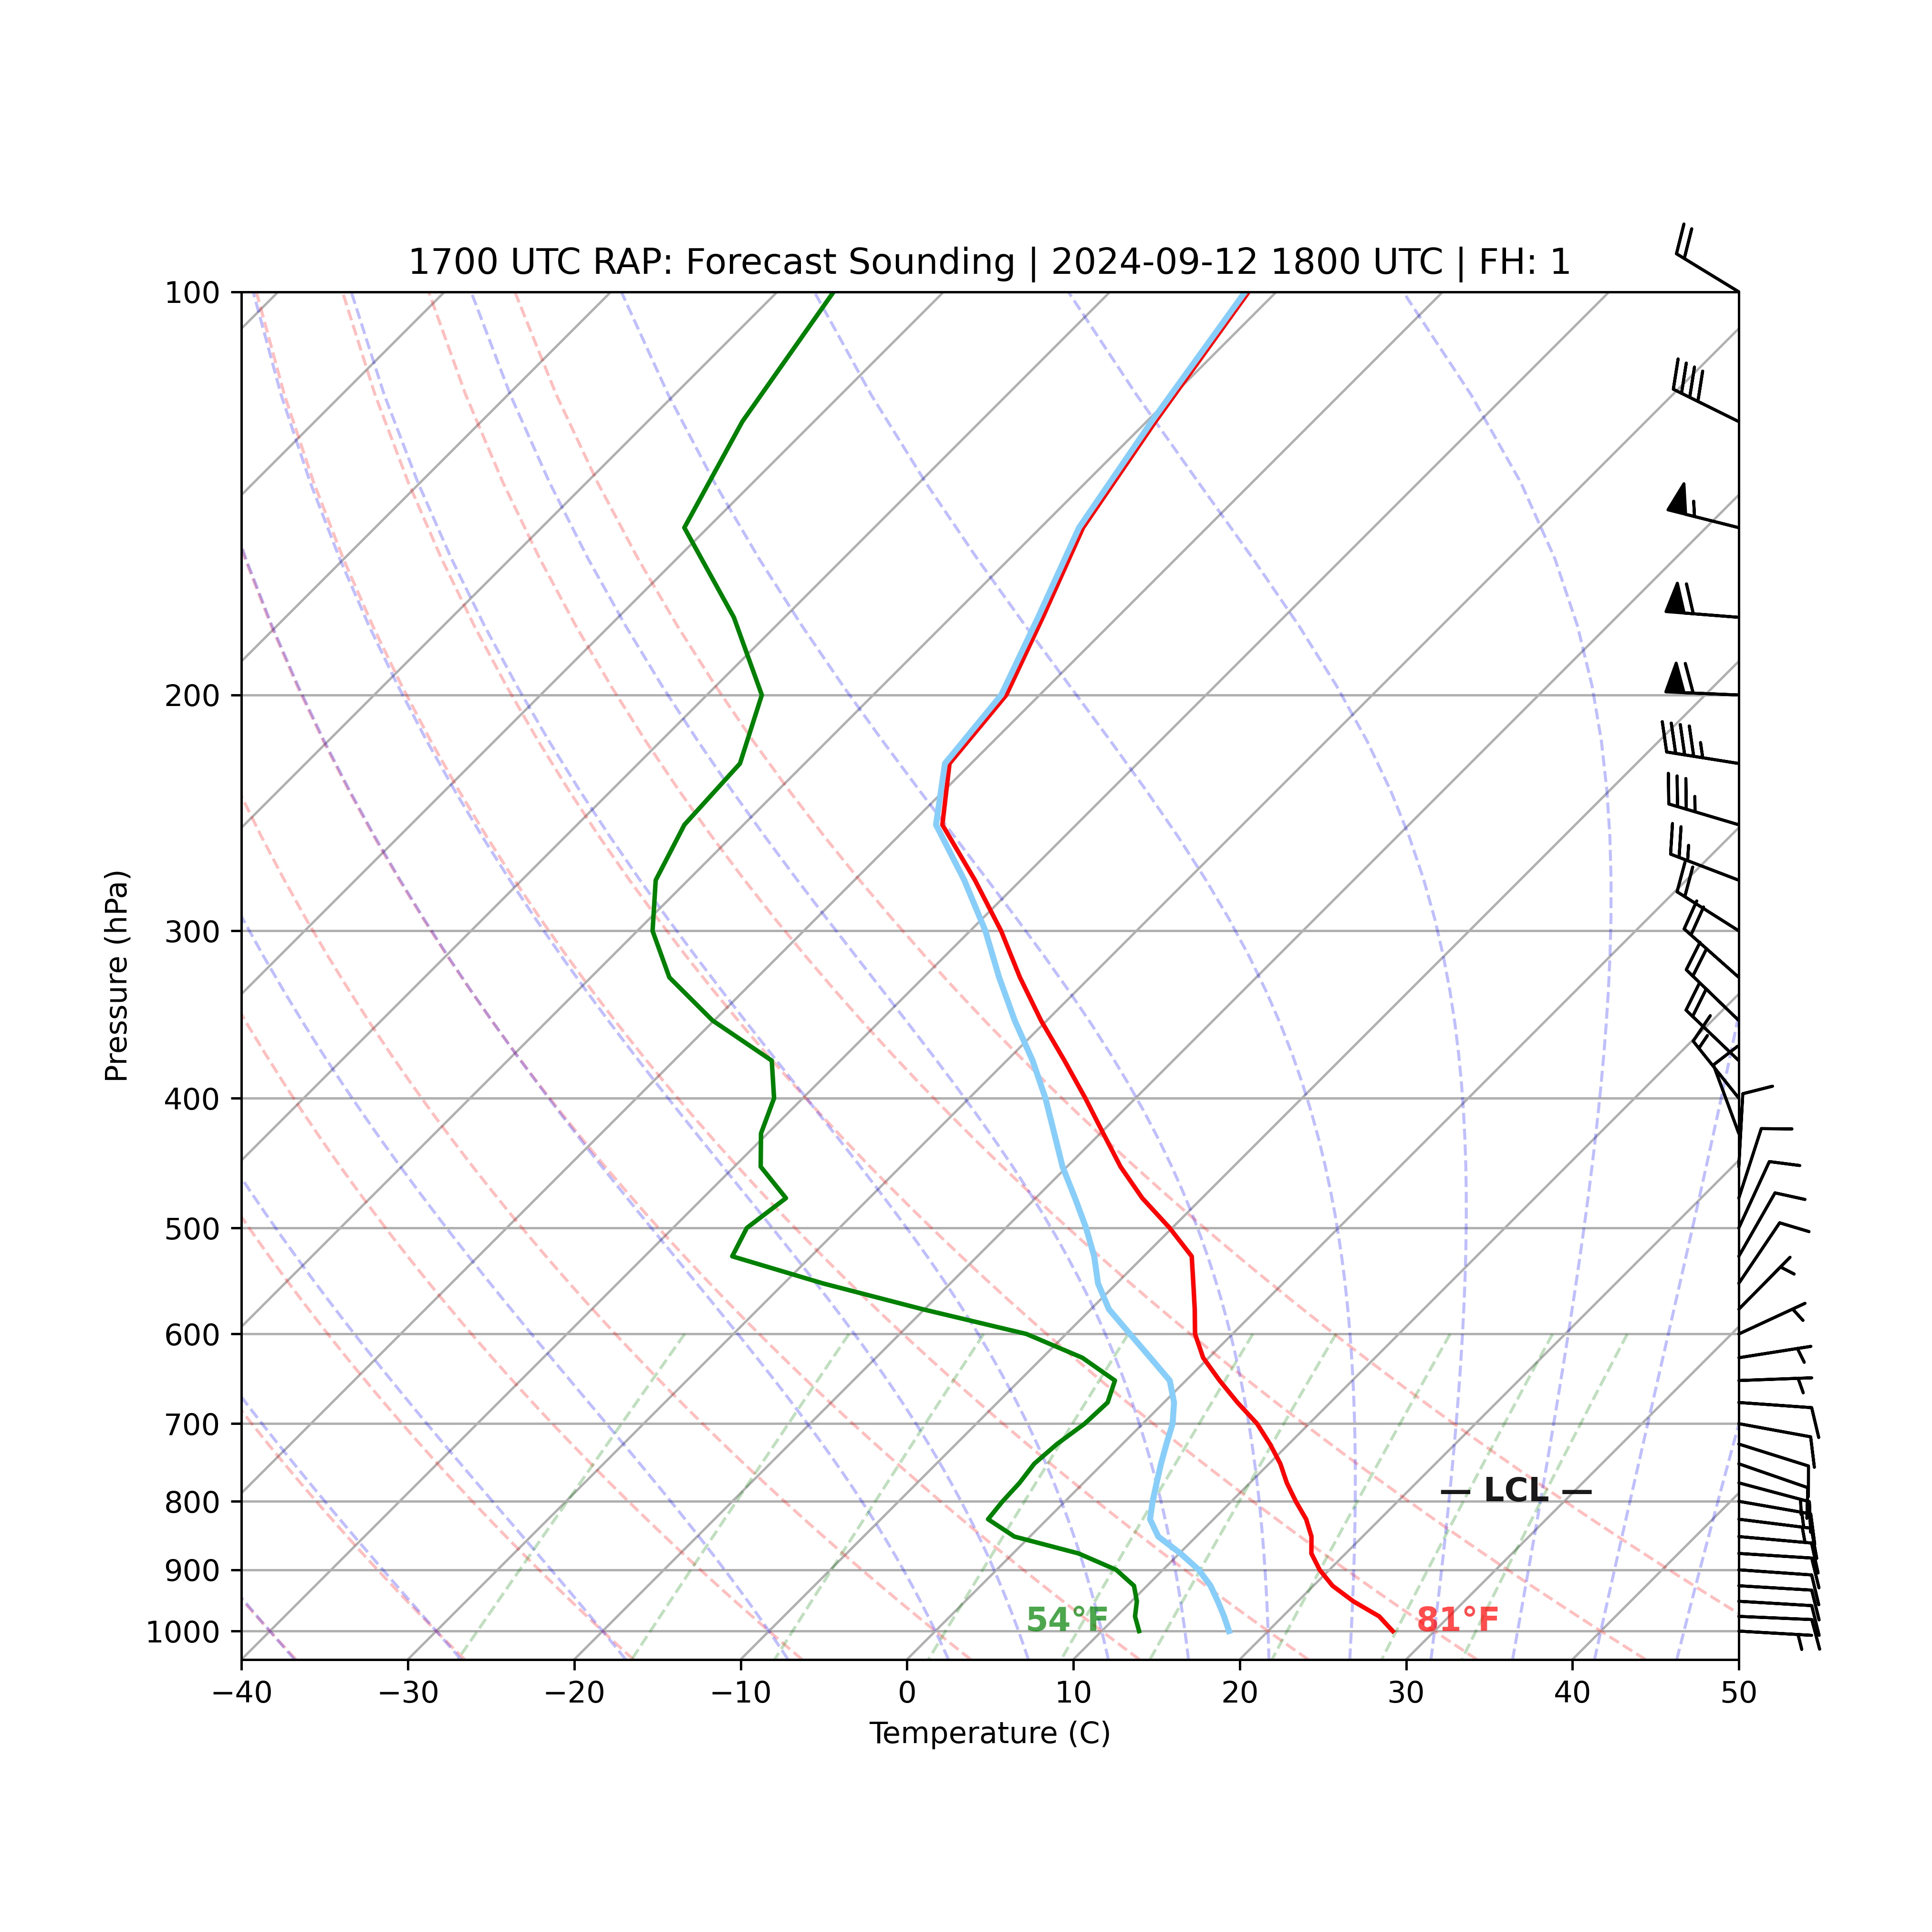 1700 UTC RAP: Forecast Sounding | 2024-09-12 1800 UTC | FH: 1
100
200
300
400
500
600
700
800
900
1000
Pressure (hPa)
— LCL —
54°F
81°F
−40 −30 −20 −10 0 10 20 30 40 50
Temperature (C)